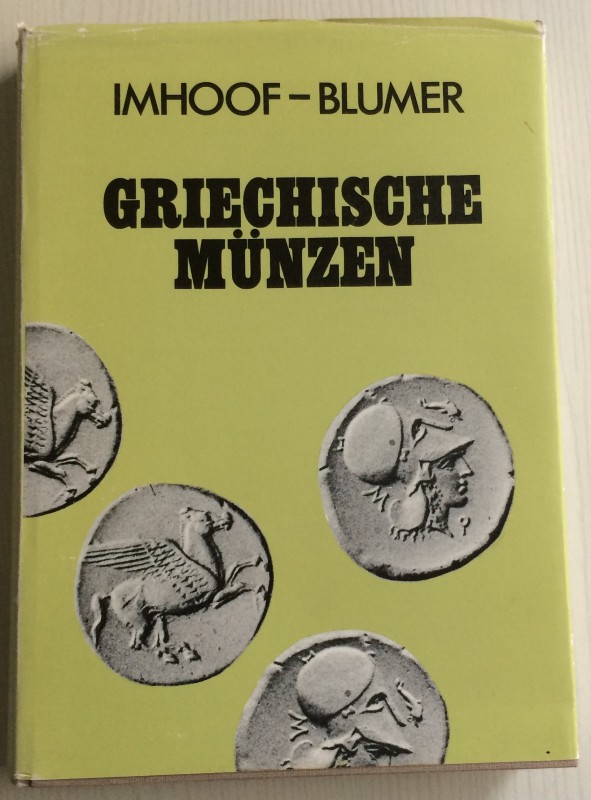 IMHOOF – BLUMER
GRIECHISCHE
MÜNZEN